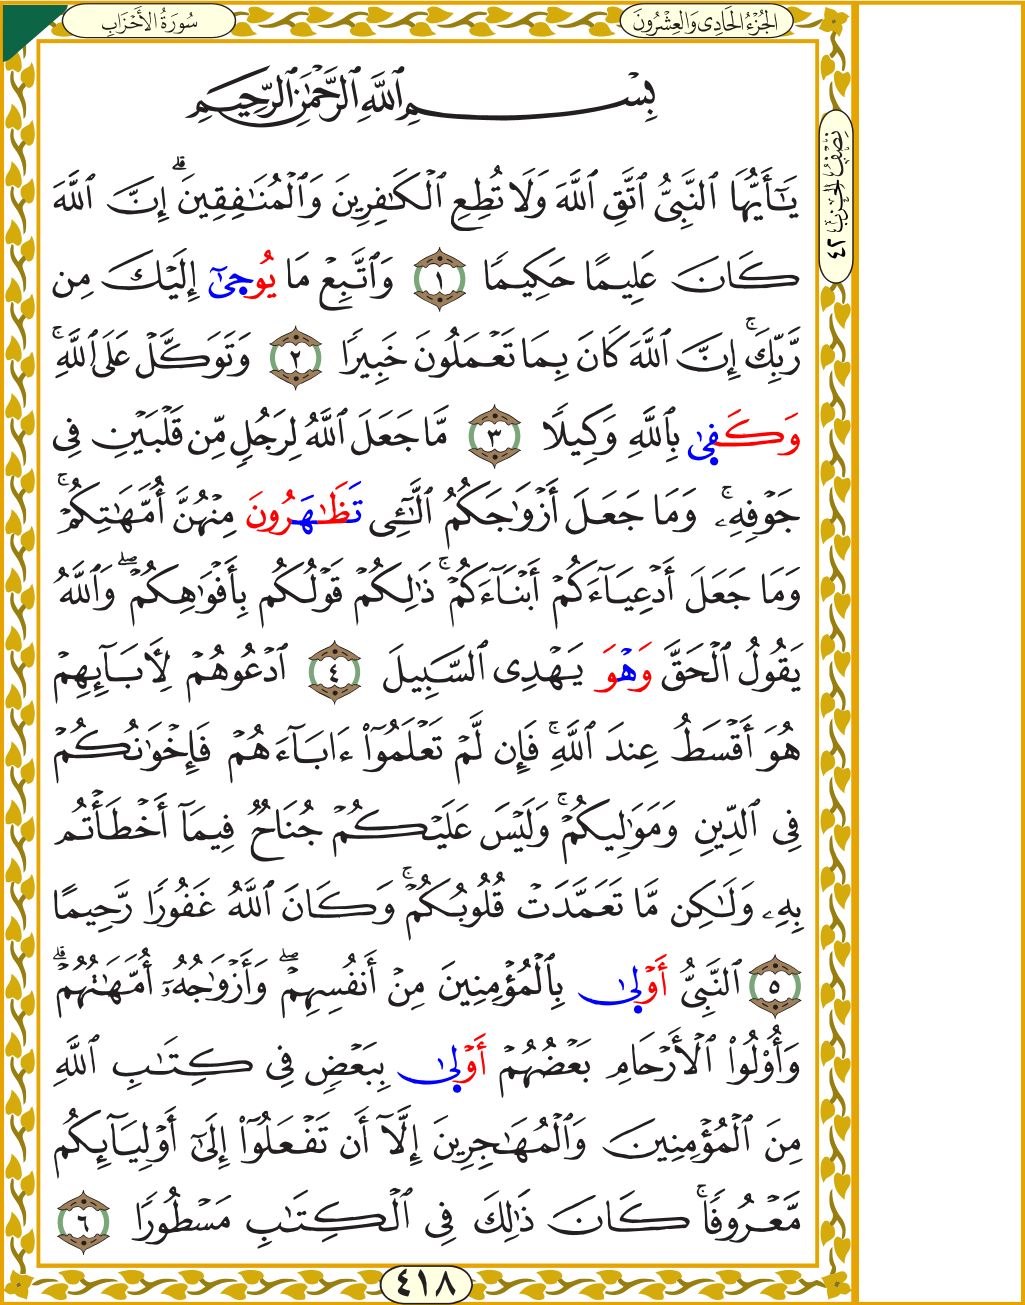 الجُزْءُ الحَادِى وَالعِشْرُونَ
سُورَةُ الأَحْزَابِ
نِصْفُ الحِزْبِ ٤٢
بِسْمِ ٱللَّهِ ٱلرَّحْمَٰنِ ٱلرَّحِيمِ
يَٰٓأَيُّهَا ٱلنَّبِىُّ ٱتَّقِ ٱللَّهَ وَلَا تُطِعِ ٱلْكَٰفِرِينَ وَٱلْمُنَٰفِقِينَۗ إِنَّ ٱللَّهَ
كَانَ عَلِيمًا حَكِيمًا ١ وَٱتَّبِعْ مَا يُوحِىٰٓ إِلَيْكَ مِن
رَّبِّكَۚ إِنَّ ٱللَّهَ كَانَ بِمَا تَعْمَلُونَ خَبِيرًا ٢ وَتَوَكَّلْ عَلَى ٱللَّهِۚ
وَكَفِىٰ بِٱللَّهِ وَكِيلًا ٣ مَّا جَعَلَ ٱللَّهُ لِرَجُلٍ مِّن قَلْبَيْنِ فِى
جَوْفِهِۦۚ وَمَا جَعَلَ أَزْوَٰجَكُمُ ٱلَّٰٓـِٔى تَظَٰهَرُونَ مِنْهُنَّ أُمَّهَٰتِكُمْۚ
وَمَا جَعَلَ أَدْعِيَآءَكُمْ أَبْنَآءَكُمْۚ ذَٰلِكُمْ قَوْلُكُم بِأَفْوَٰهِكُمْۖ وَٱللَّهُ
يَقُولُ ٱلْحَقَّ وَهْوَ يَهْدِى ٱلسَّبِيلَ ٤ ٱدْعُوهُمْ لِأٓبَآئِهِمْ
هُوَ أَقْسَطُ عِندَ ٱللَّهِۚ فَإِن لَّمْ تَعْلَمُوٓا۟ ءَابَآءَهُمْ فَإِخْوَٰنُكُمْ
فِى ٱلدِّينِ وَمَوَٰلِيكُمْۚ وَلَيْسَ عَلَيْكُمْ جُنَاحٌ فِيمَآ أَخْطَأْتُم
بِهِۦ وَلَٰكِن مَّا تَعَمَّدَتْ قُلُوبُكُمْۚ وَكَانَ ٱللَّهُ غَفُورًا رَّحِيمًا
٥ ٱلنَّبِىُّ أَوْلِىٰ بِٱلْمُؤْمِنِينَ مِنْ أَنفُسِهِمْۖ وَأَزْوَٰجُهُۥٓ أُمَّهَٰتُهُمْۗ
وَأُو۟لُوا۟ ٱلْأَرْحَامِ بَعْضُهُمْ أَوْلِىٰ بِبَعْضٍ فِى كِتَٰبِ ٱللَّهِ
مِنَ ٱلْمُؤْمِنِينَ وَٱلْمُهَٰجِرِينَ إِلَّآ أَن تَفْعَلُوٓا۟ إِلَىٰٓ أَوْلِيَآئِكُم
مَّعْرُوفًاۚ كَانَ ذَٰلِكَ فِى ٱلْكِتَٰبِ مَسْطُورًا ٦
٤١٨